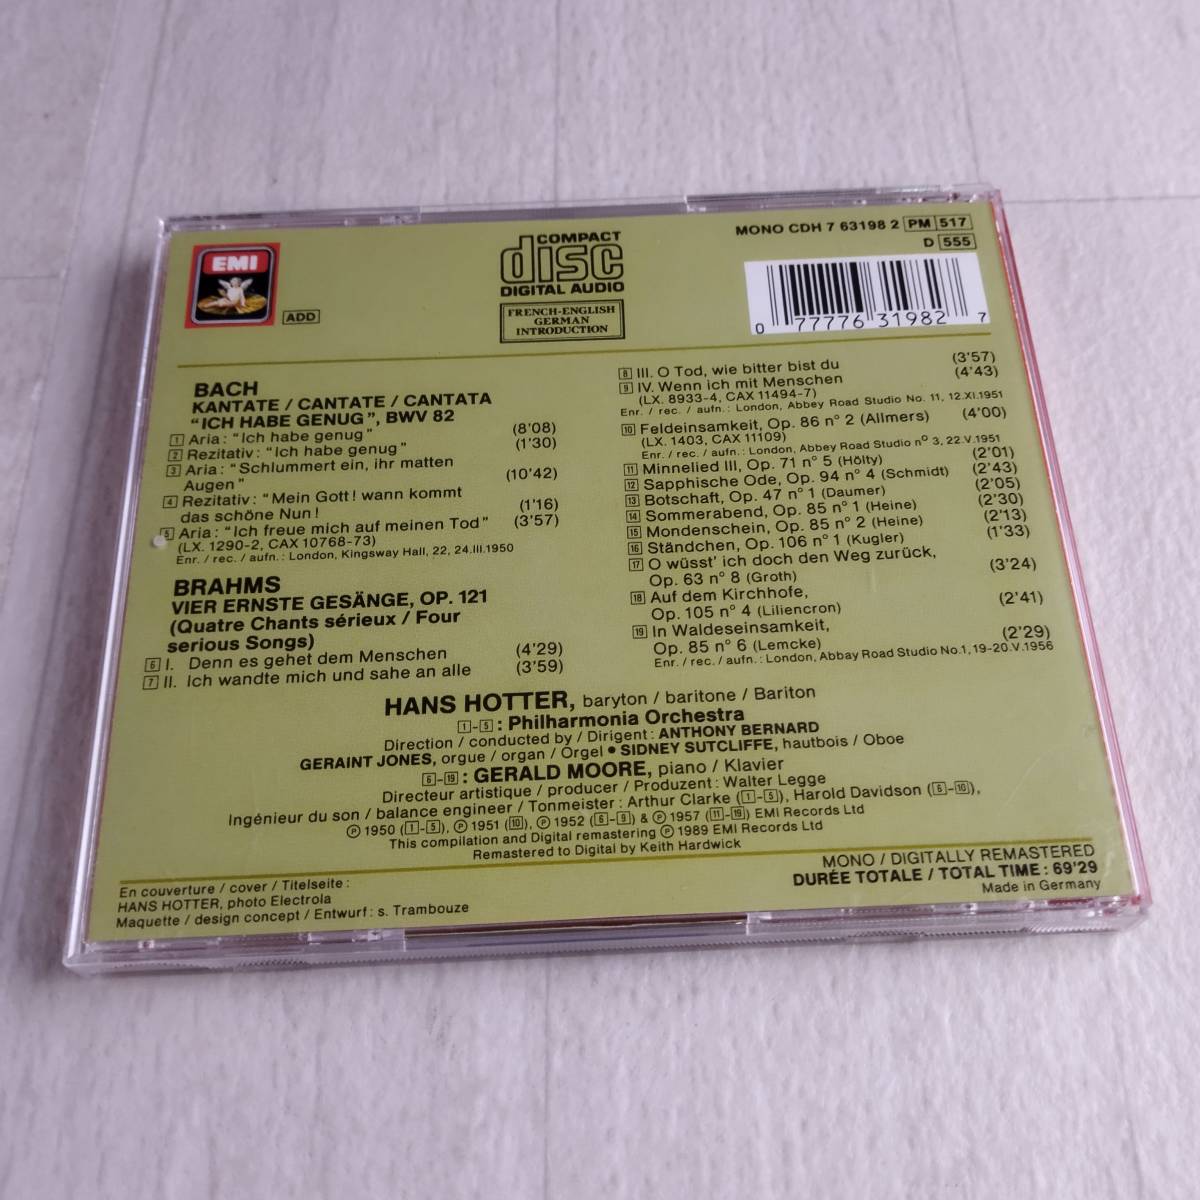 EMI
ADD
COMPACT
disc
DIGITAL AUDIO
FRENCH-ENGLISH
GERMAN
INTRODUCTION
MONO CDH 7 63198 2 PM 517
D 555
0 77776 31982 7
BACH
KANTATE / CANTATE / CANTATA
"ICH HABE GENUG", BWV 82
1 Aria: "Ich habe genug" (8'08)
2 Rezitativ: "Ich habe genug" (1'30)
3 Aria: "Schlummert ein, ihr matten
Augen" (10'42)
4 Rezitativ: "Mein Gott! wann kommt
das schöne Nun! (1'16)
5 Aria: "Ich freue mich auf meinen Tod" (3'57)
(LX. 1290-2, CAX 10768-73)
Enr. / rec. / aufn.: London, Kingsway Hall, 22, 24.III.1950
BRAHMS
VIER ERNSTE GESÄNGE, OP. 121
(Quatre Chants sérieux / Four
serious Songs)
6 I. Denn es gehet dem Menschen (4'29)
7 II. Ich wandte mich und sahe an alle (3'59)
8 III. O Tod, wie bitter bist du (3'57)
9 IV. Wenn ich mit Menschen (4'43)
(LX. 8933-4, CAX 11494-7)
Enr. / rec. / aufn.: London, Abbey Road Studio No. 11, 12.XI.1951
10 Feldeinsamkeit, Op. 86 n° 2 (Allmers) (4'00)
(LX. 1403, CAX 11109)
Enr. / rec. / aufn.: London, Abbey Road Studio n° 3, 22.V.1951
11 Minnelied III, Op. 71 n° 5 (Hölty) (2'01)
12 Sapphische Ode, Op. 94 n° 4 (Schmidt) (2'43)
13 Botschaft, Op. 47 n° 1 (Daumer) (2'05)
14 Sommerabend, Op. 85 n° 1 (Heine) (2'30)
15 Mondenschein, Op. 85 n° 2 (Heine) (2'13)
16 Ständchen, Op. 106 n° 1 (Kugler) (1'33)
17 O wüsst' ich doch den Weg zurück,
Op. 63 n° 8 (Groth) (3'24)
18 Auf dem Kirchhofe,
Op. 105 n° 4 (Liliencron) (2'41)
19 In Waldeseinsamkeit,
Op. 85 n° 6 (Lemcke) (2'29)
Enr. / rec. / aufn.: London, Abbay Road Studio No.1, 19-20.V.1956
HANS HOTTER, baryton / baritone / Bariton
1-5: Philharmonia Orchestra
Direction / conducted by / Dirigent: ANTHONY BERNARD
GERAINT JONES, orgue / organ / Orgel • SIDNEY SUTCLIFFE, hautbois / Oboe
6-19: GERALD MOORE, piano / Klavier
Directeur artistique / producer / Produzent: Walter Legge
Ingénieur du son / balance engineer / Tonmeister: Arthur Clarke (1-5), Harold Davidson (6-10),
℗ 1950 (1-5), ℗ 1951 (10), ℗ 1952 (6-9) & ℗ 1957 (11-19) EMI Records Ltd
This compilation and Digital remastering ℗ 1989 EMI Records Ltd
Remastered to Digital by Keith Hardwick
En couverture / cover / Titelseite:
HANS HOTTER, photo Electrola
Maquette / design concept / Entwurf: s. Trambouze
MONO / DIGITALLY REMASTERED
DURÉE TOTALE / TOTAL TIME: 69'29
Made in Germany